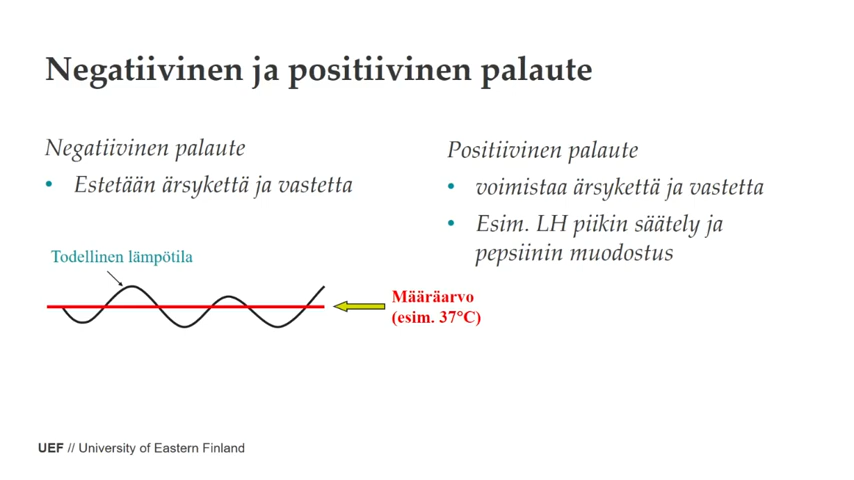 Negatiivinen ja positiivinen palaute
Negatiivinen palaute
• Estetään ärsykettä ja vastetta
Todellinen lämpötila
Määräarvo
(esim. 37°C)
Positiivinen palaute
• voimistaa ärsykettä ja vastetta
• Esim. LH piikin säätely ja
pepsiinin muodostus
UEF // University of Eastern Finland